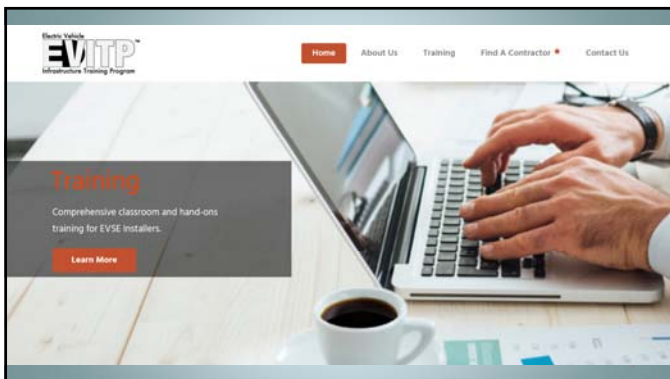 Electric Vehicle
EVITP™
Infrastructure Training Program
Home About Us Training Find A Contractor Contact Us
Training
Comprehensive classroom and hand-ons
training for EVSE Installers.
Learn More